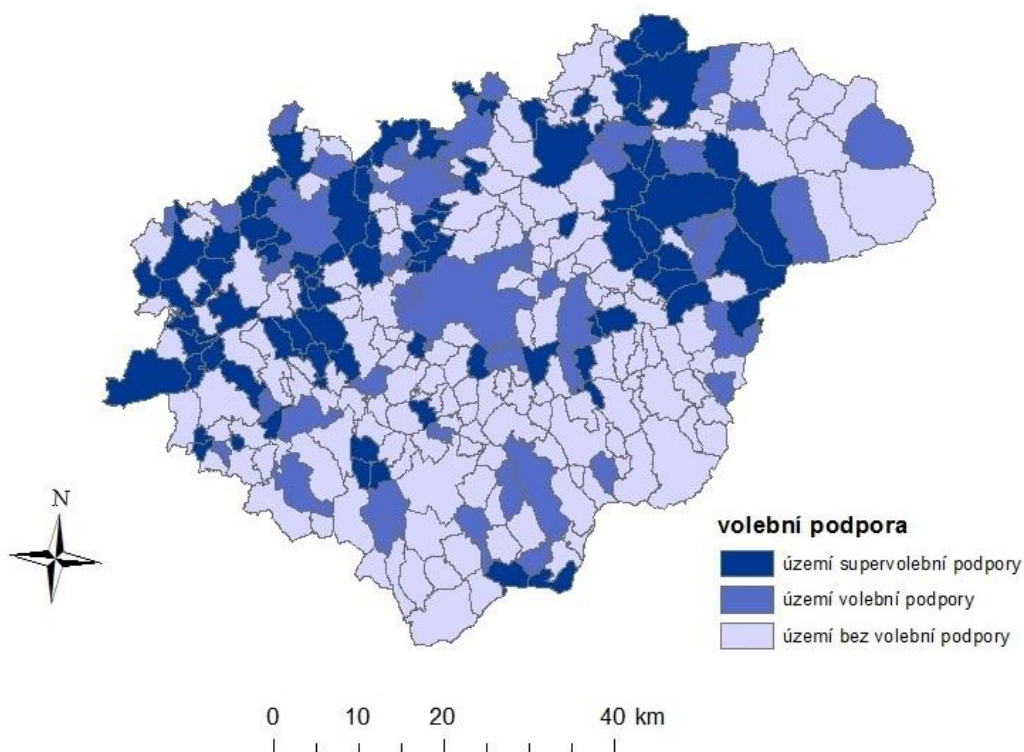 N
volební podpora
území supervolební podpory
území volební podpory
území bez volební podpory
0 10 20 40 km